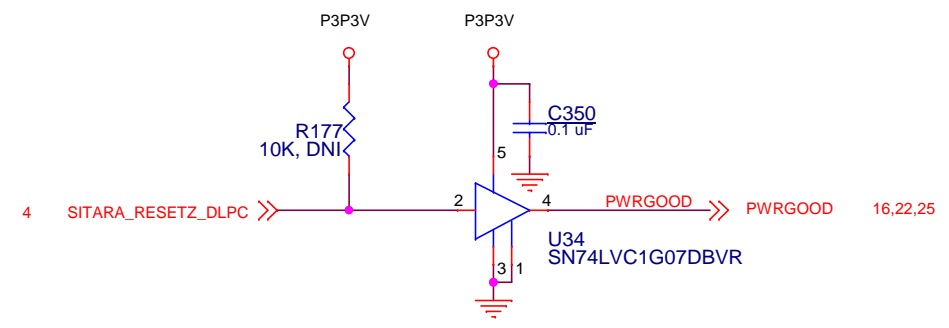 P3P3V
P3P3V
R177
10K, DNI
C350
0.1 uF
5
4 SITARA_RESETZ_DLPC
2
4
PWRGOOD
PWRGOOD 16,22,25
U34
SN74LVC1G07DBVR
3
1